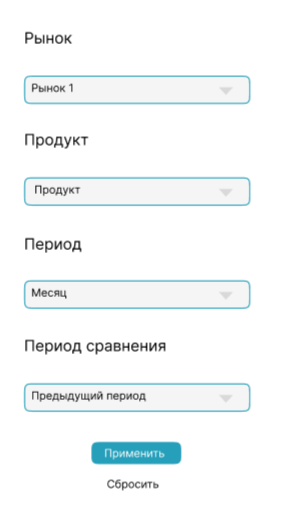 Рынок
Рынок 1
Продукт
Продукт
Период
Месяц
Период сравнения
Предыдущий период
Применить
Сбросить